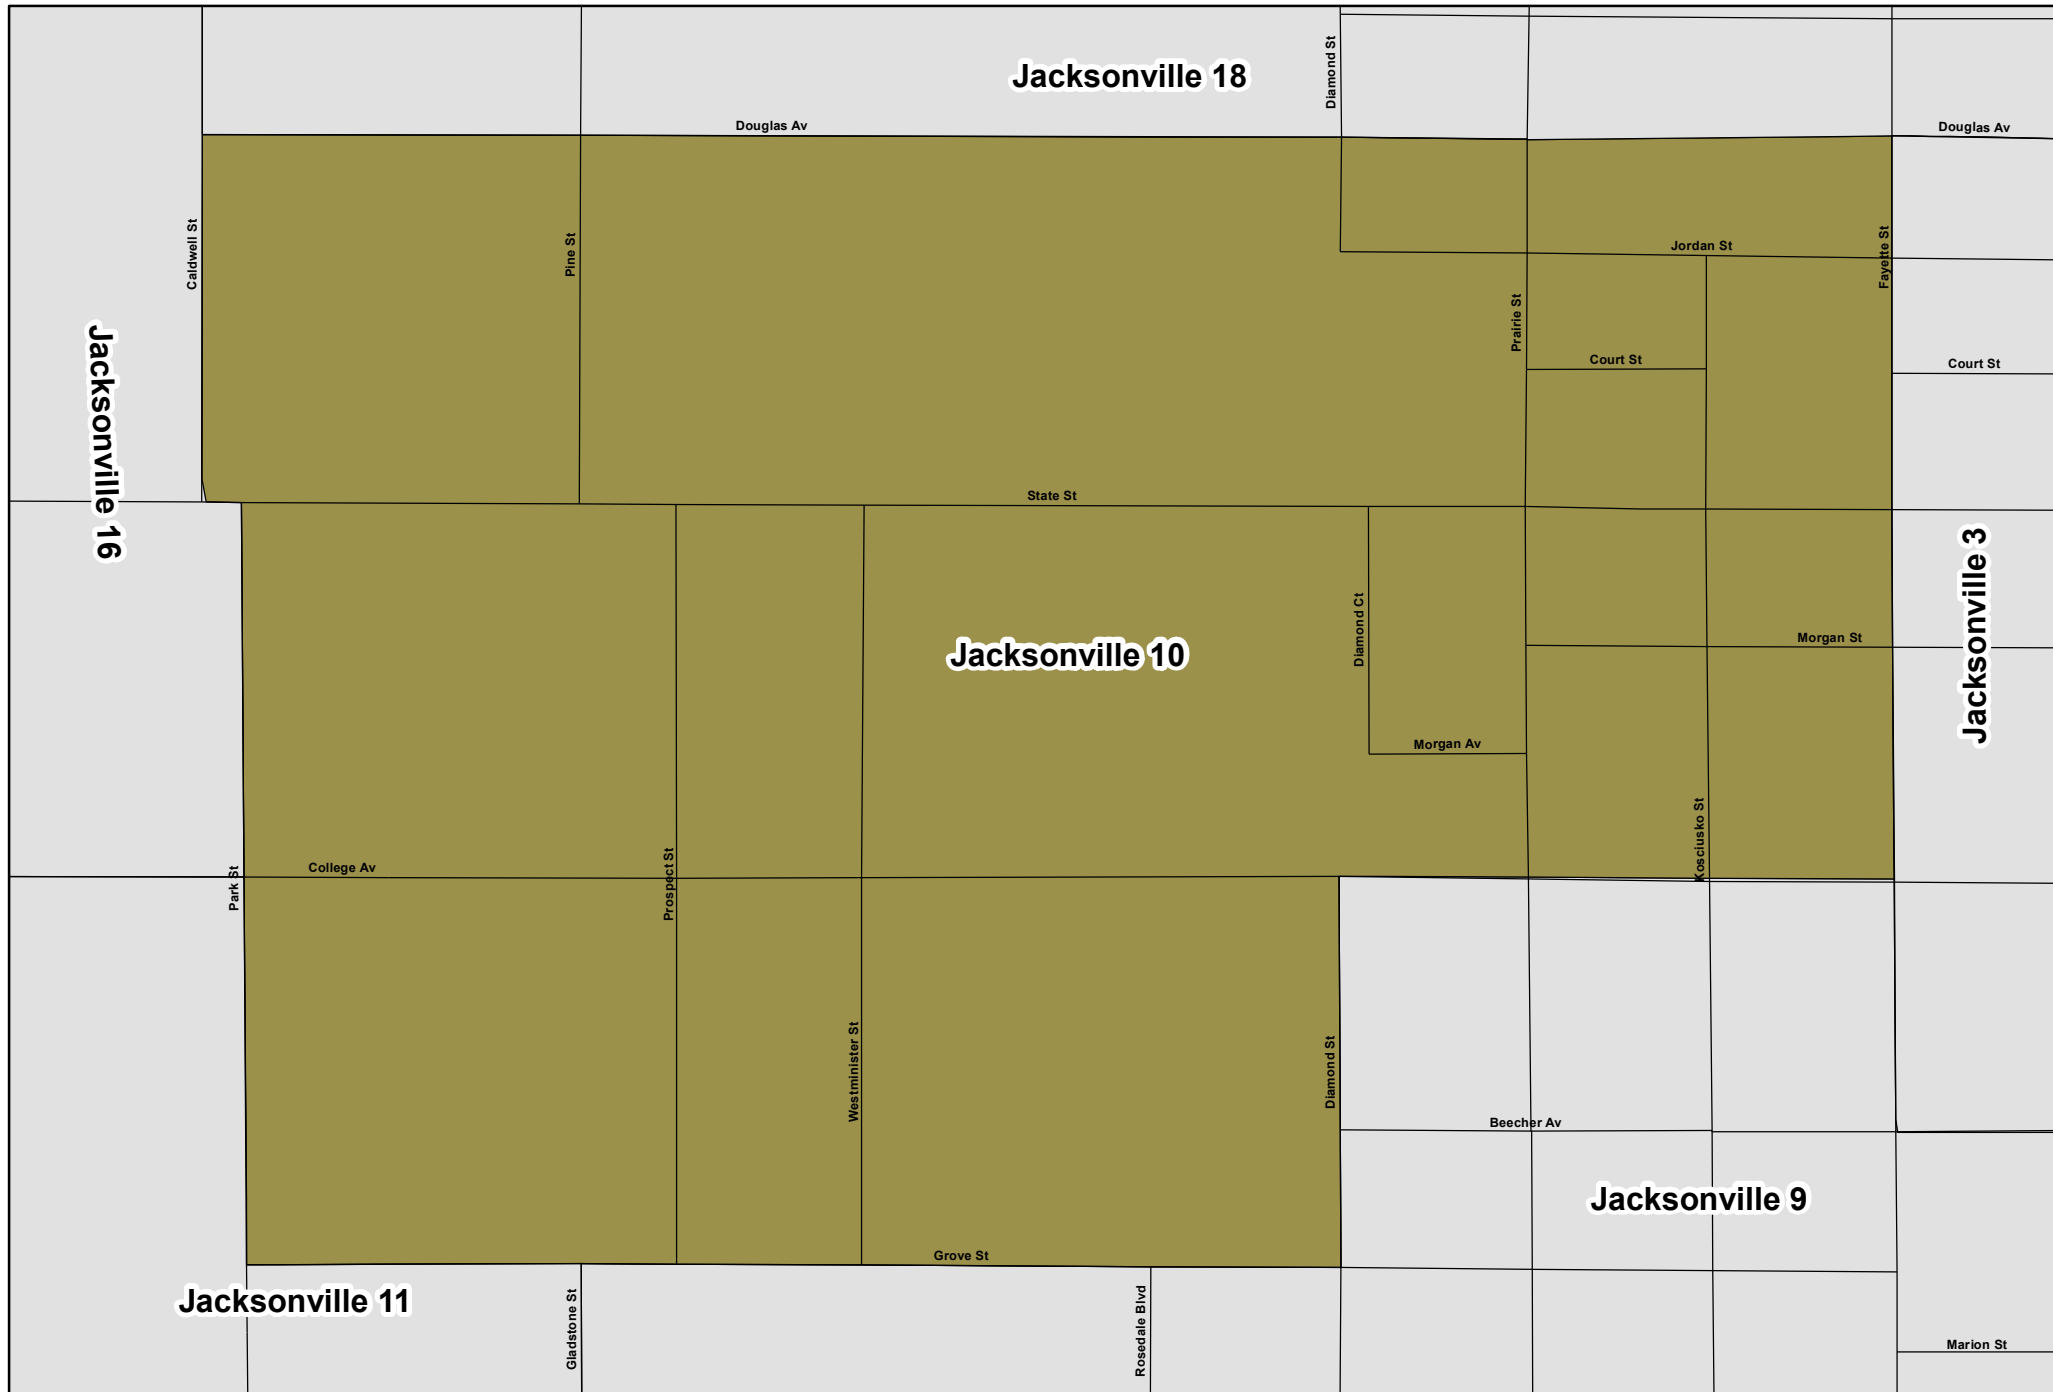 Diamond St
Jacksonville 18
Douglas Av
Douglas Av
Caldwell St
Pine St
Jordan St
Fayette St
Prairie St
Court St
Court St
Jacksonville 16
State St
Jacksonville 3
Diamond Ct
Morgan St
Jacksonville 10
Morgan Av
Kosciusko St
College Av
Park St
Prospect St
Westminister St
Diamond St
Beecher Av
Jacksonville 9
Grove St
Jacksonville 11
Gladstone St
Rosedale Blvd
Marion St